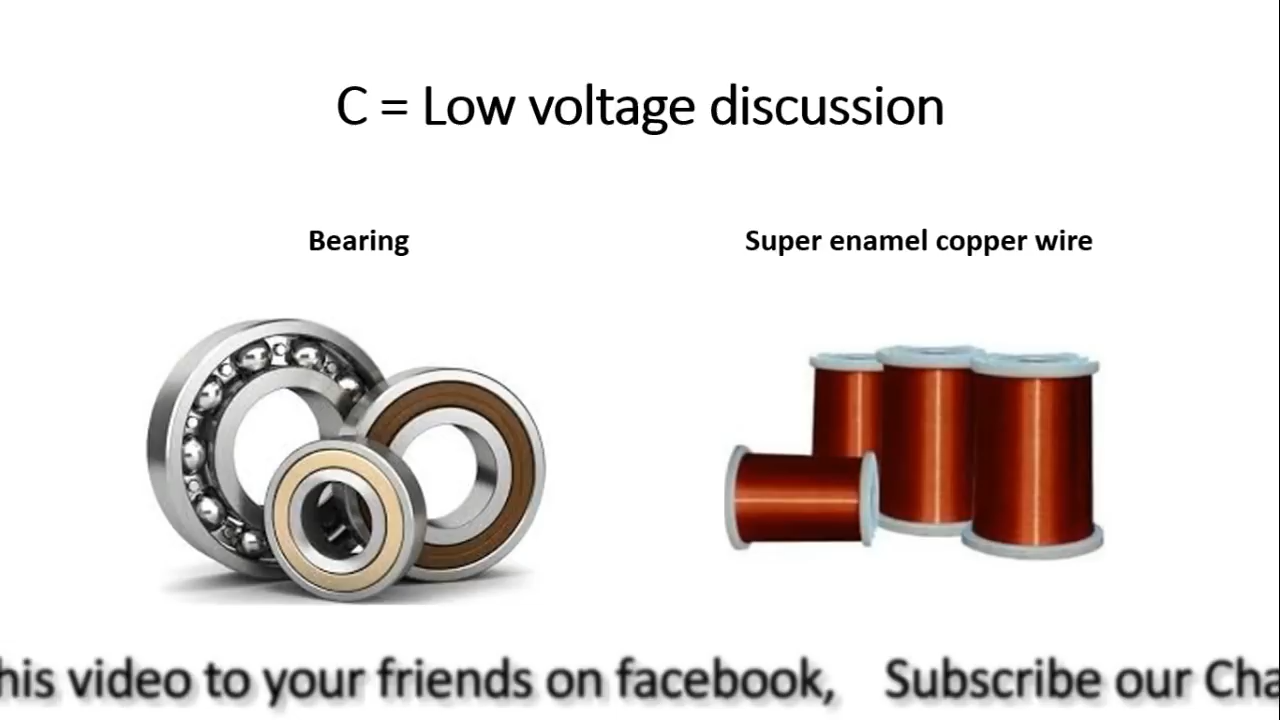 C = Low voltage discussion
Bearing
Super enamel copper wire
his video to your friends on facebook, Subscribe our Cha